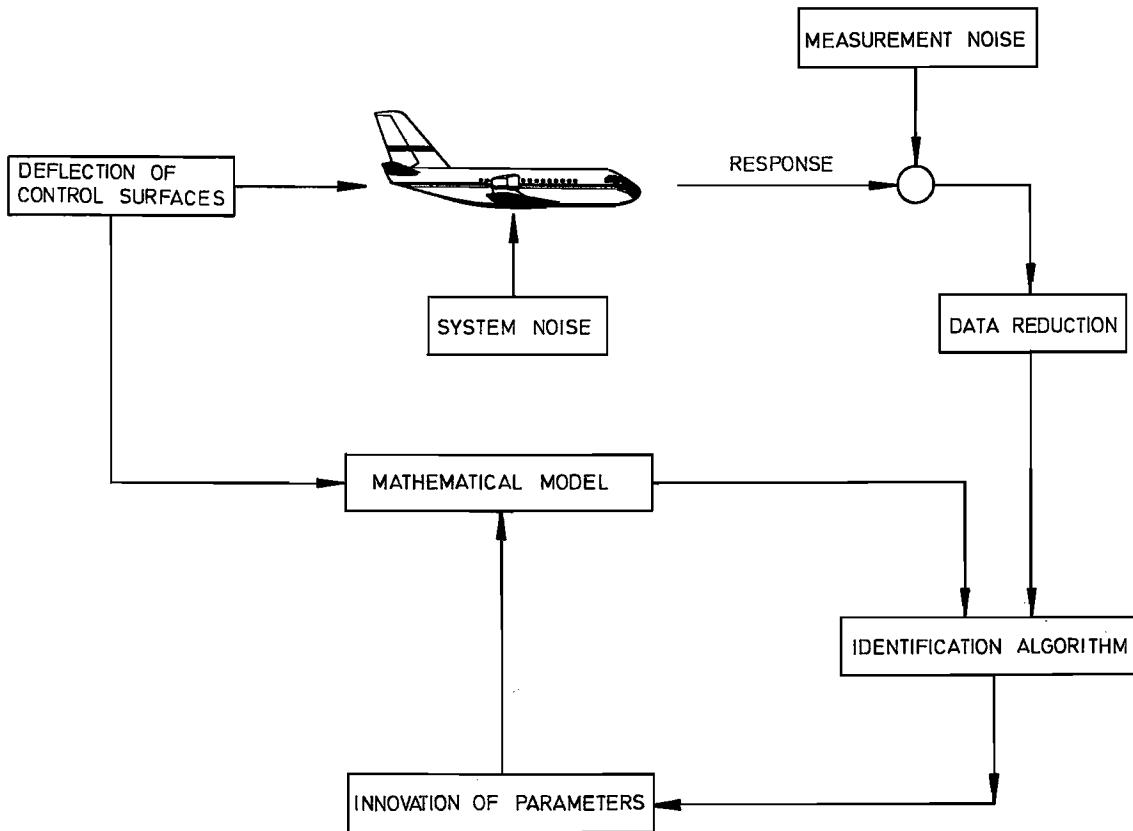 MEASUREMENT NOISE
DEFLECTION OF
CONTROL SURFACES
RESPONSE
SYSTEM NOISE
DATA REDUCTION
MATHEMATICAL MODEL
IDENTIFICATION ALGORITHM
INNOVATION OF PARAMETERS